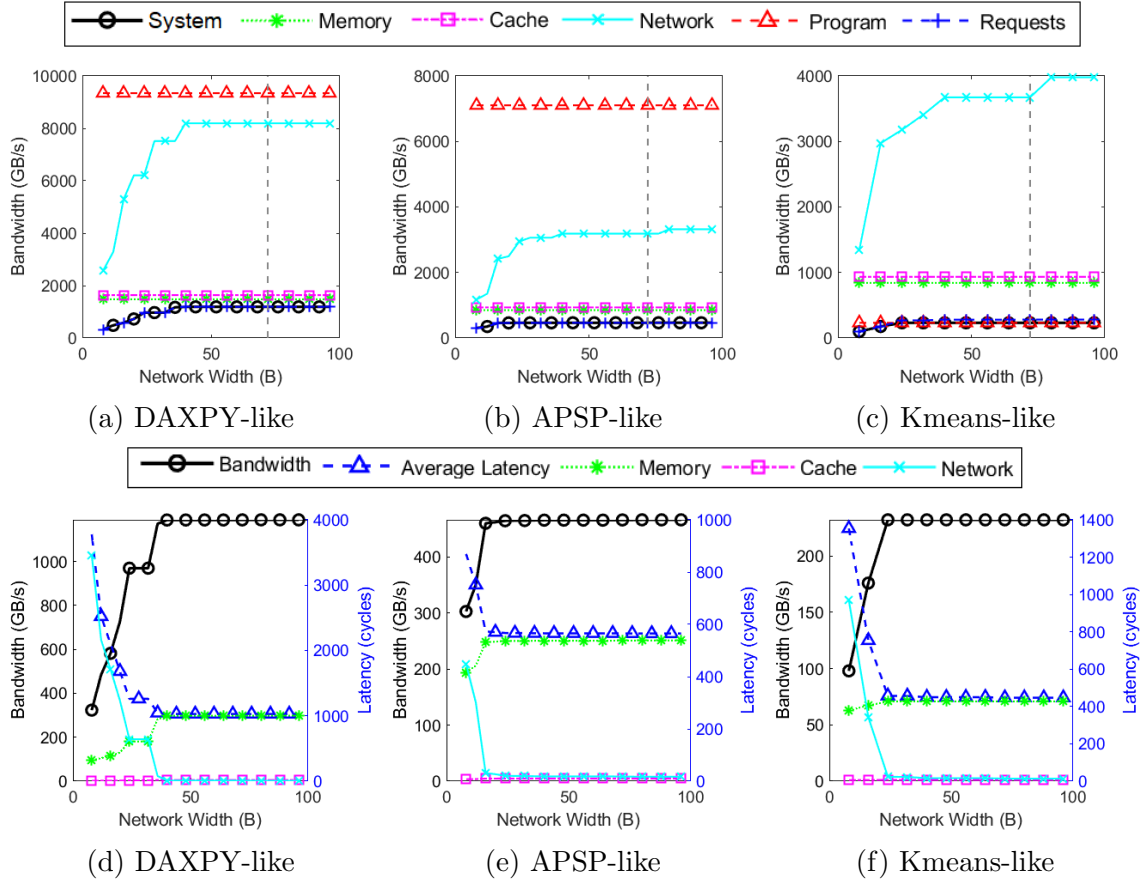 System Memory Cache Network Program Requests
10000
8000
6000
4000
2000
0
Bandwidth (GB/s)
0 50 100
Network Width (B)
(a) DAXPY-like
8000
6000
4000
2000
0
Bandwidth (GB/s)
0 50 100
Network Width (B)
(b) APSP-like
4000
3000
2000
1000
0
Bandwidth (GB/s)
0 50 100
Network Width (B)
(c) Kmeans-like
Bandwidth Average Latency Memory Cache Network
1000
800
600
400
200
0
Bandwidth (GB/s)
4000
3000
2000
1000
0
Latency (cycles)
0 50 100
Network Width (B)
(d) DAXPY-like
400
300
200
100
0
Bandwidth (GB/s)
1000
800
600
400
200
0
Latency (cycles)
0 50 100
Network Width (B)
(e) APSP-like
200
150
100
50
0
Bandwidth (GB/s)
1400
1200
1000
800
600
400
200
0
Latency (cycles)
0 50 100
Network Width (B)
(f) Kmeans-like